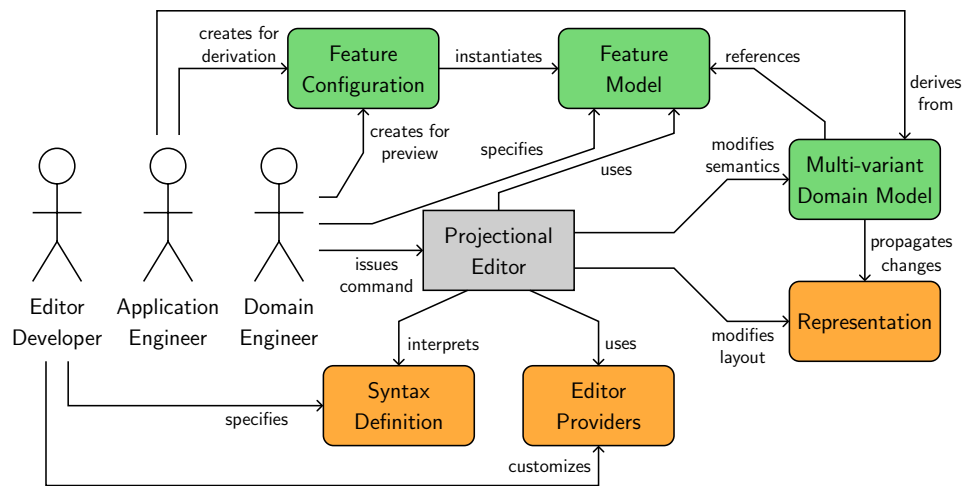 creates for
derivation
Feature
Configuration
instantiates
Feature
Model
references
derives
from
creates for
preview
specifies
uses
modifies
semantics
Multi-variant
Domain Model
Projectional
Editor
issues
command
propagates
changes
Editor
Developer
Application
Engineer
Domain
Engineer
modifies
layout
Representation
interprets
uses
Syntax
Definition
Editor
Providers
specifies
customizes